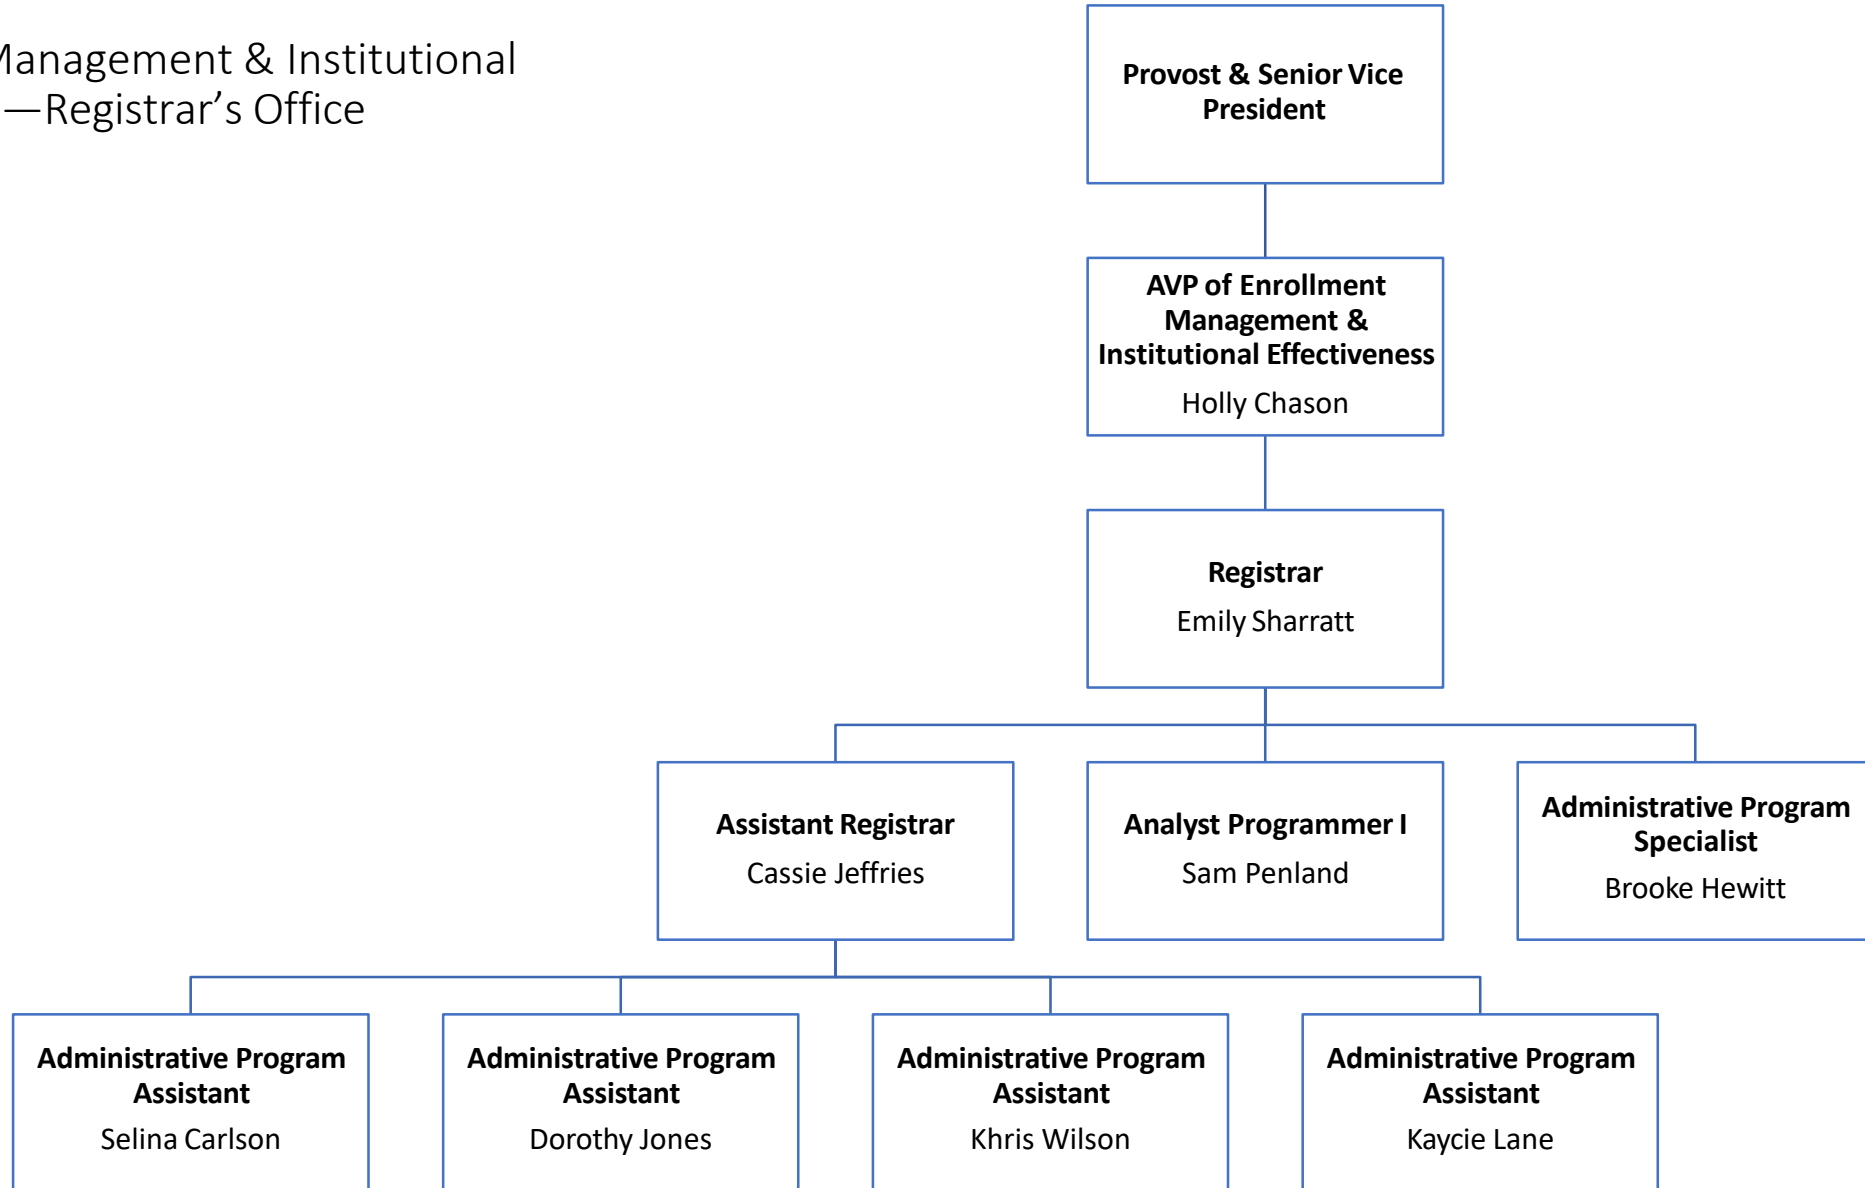 Management & Institutional
—Registrar's Office
Provost & Senior Vice
President
AVP of Enrollment
Management &
Institutional Effectiveness
Holly Chason
Registrar
Emily Sharratt
Assistant Registrar
Cassie Jeffries
Analyst Programmer I
Sam Penland
Administrative Program
Specialist
Brooke Hewitt
Administrative Program
Assistant
Selina Carlson
Administrative Program
Assistant
Dorothy Jones
Administrative Program
Assistant
Khris Wilson
Administrative Program
Assistant
Kaycie Lane